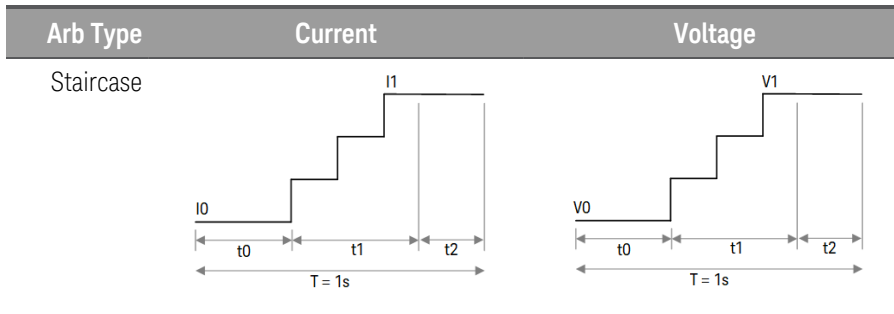 Arb Type Current Voltage
Staircase
I1 V1
I0 V0
t0 t1 t2 t0 t1 t2
T = 1s T = 1s